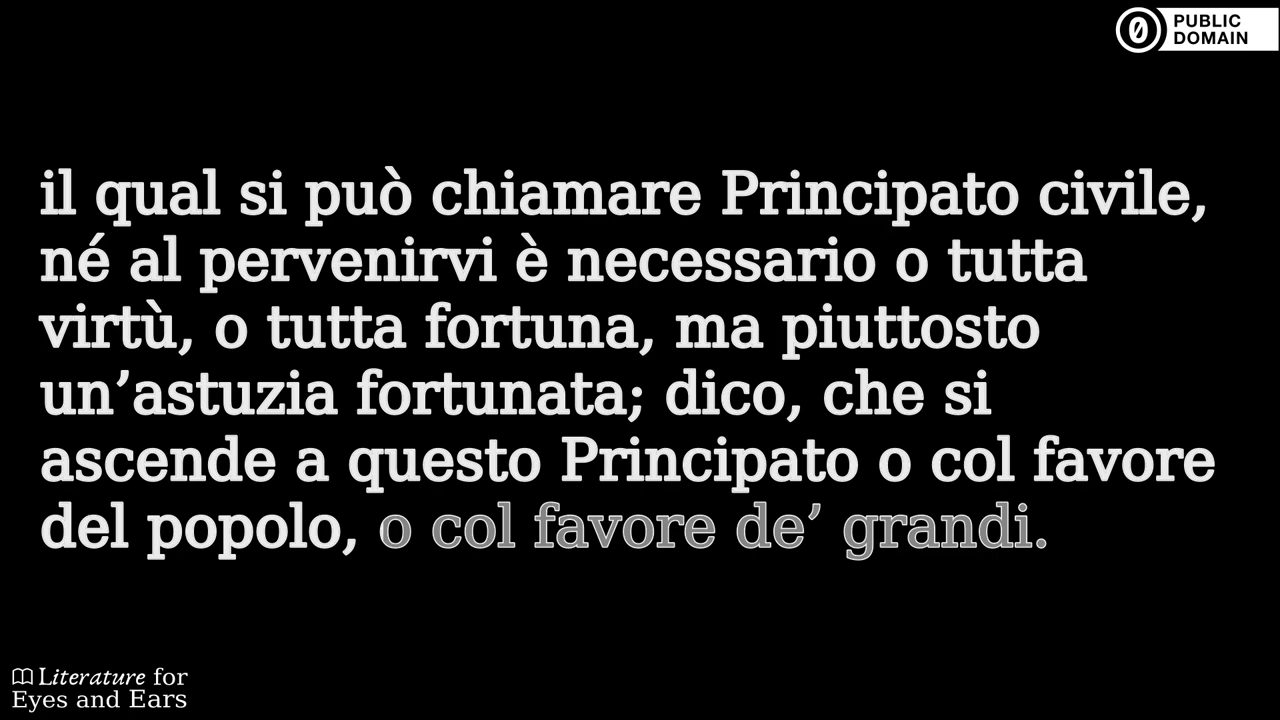 PUBLIC
DOMAIN
il qual si può chiamare Principato civile,
né al pervenirvi è necessario o tutta
virtù, o tutta fortuna, ma piuttosto
un’astuzia fortunata; dico, che si
ascende a questo Principato o col favore
del popolo, o col favore de’ grandi.
Literature for
Eyes and Ears